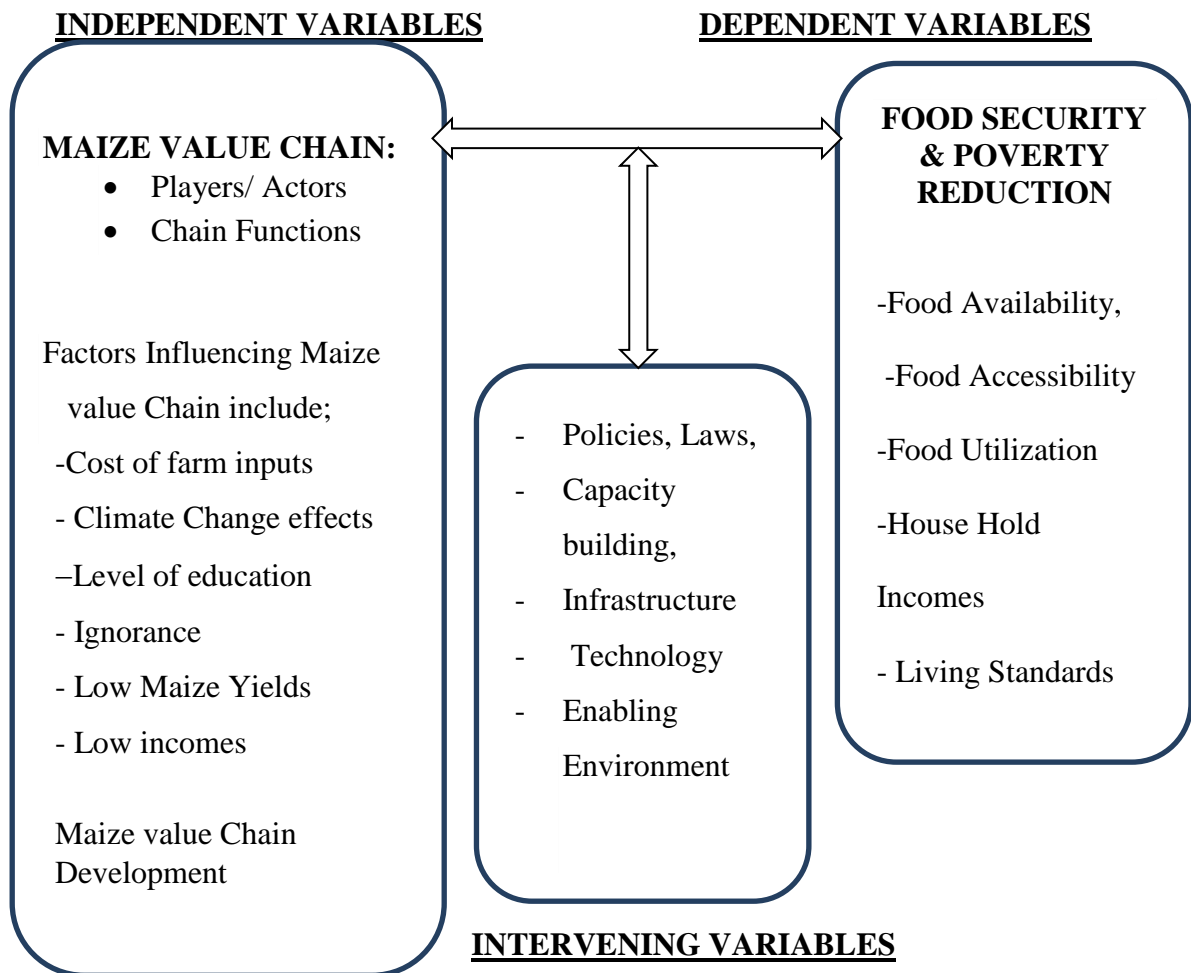 INDEPENDENT VARIABLES
DEPENDENT VARIABLES
MAIZE VALUE CHAIN:
• Players/ Actors
• Chain Functions
Factors Influencing Maize
value Chain include;
-Cost of farm inputs
- Climate Change effects
–Level of education
- Ignorance
- Low Maize Yields
- Low incomes
Maize value Chain
Development
- Policies, Laws,
- Capacity
building,
- Infrastructure
- Technology
- Enabling
Environment
FOOD SECURITY
& POVERTY
REDUCTION
-Food Availability,
-Food Accessibility
-Food Utilization
-House Hold
Incomes
- Living Standards
INTERVENING VARIABLES